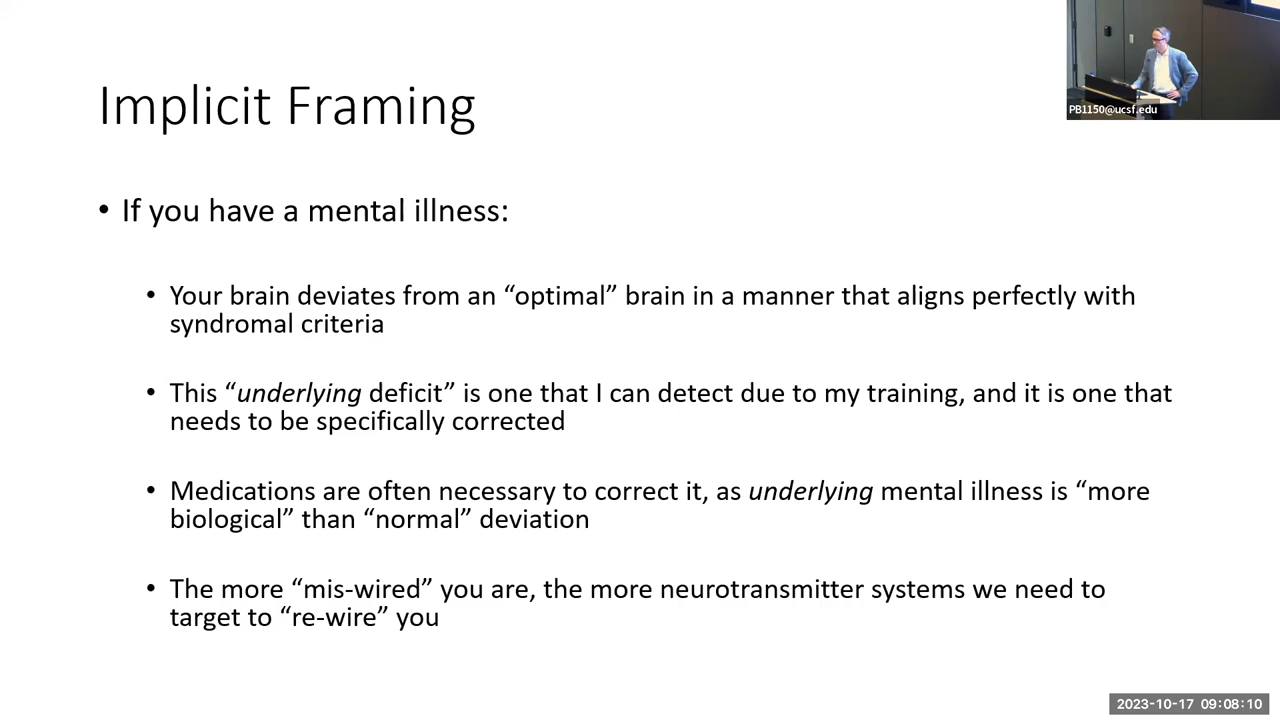 PB1150@ucsf.edu
Implicit Framing
• If you have a mental illness:
• Your brain deviates from an “optimal” brain in a manner that aligns perfectly with
syndromal criteria
• This “underlying deficit” is one that I can detect due to my training, and it is one that
needs to be specifically corrected
• Medications are often necessary to correct it, as underlying mental illness is “more
biological” than “normal” deviation
• The more “mis-wired” you are, the more neurotransmitter systems we need to
target to “re-wire” you
2023-10-17 09:08:10